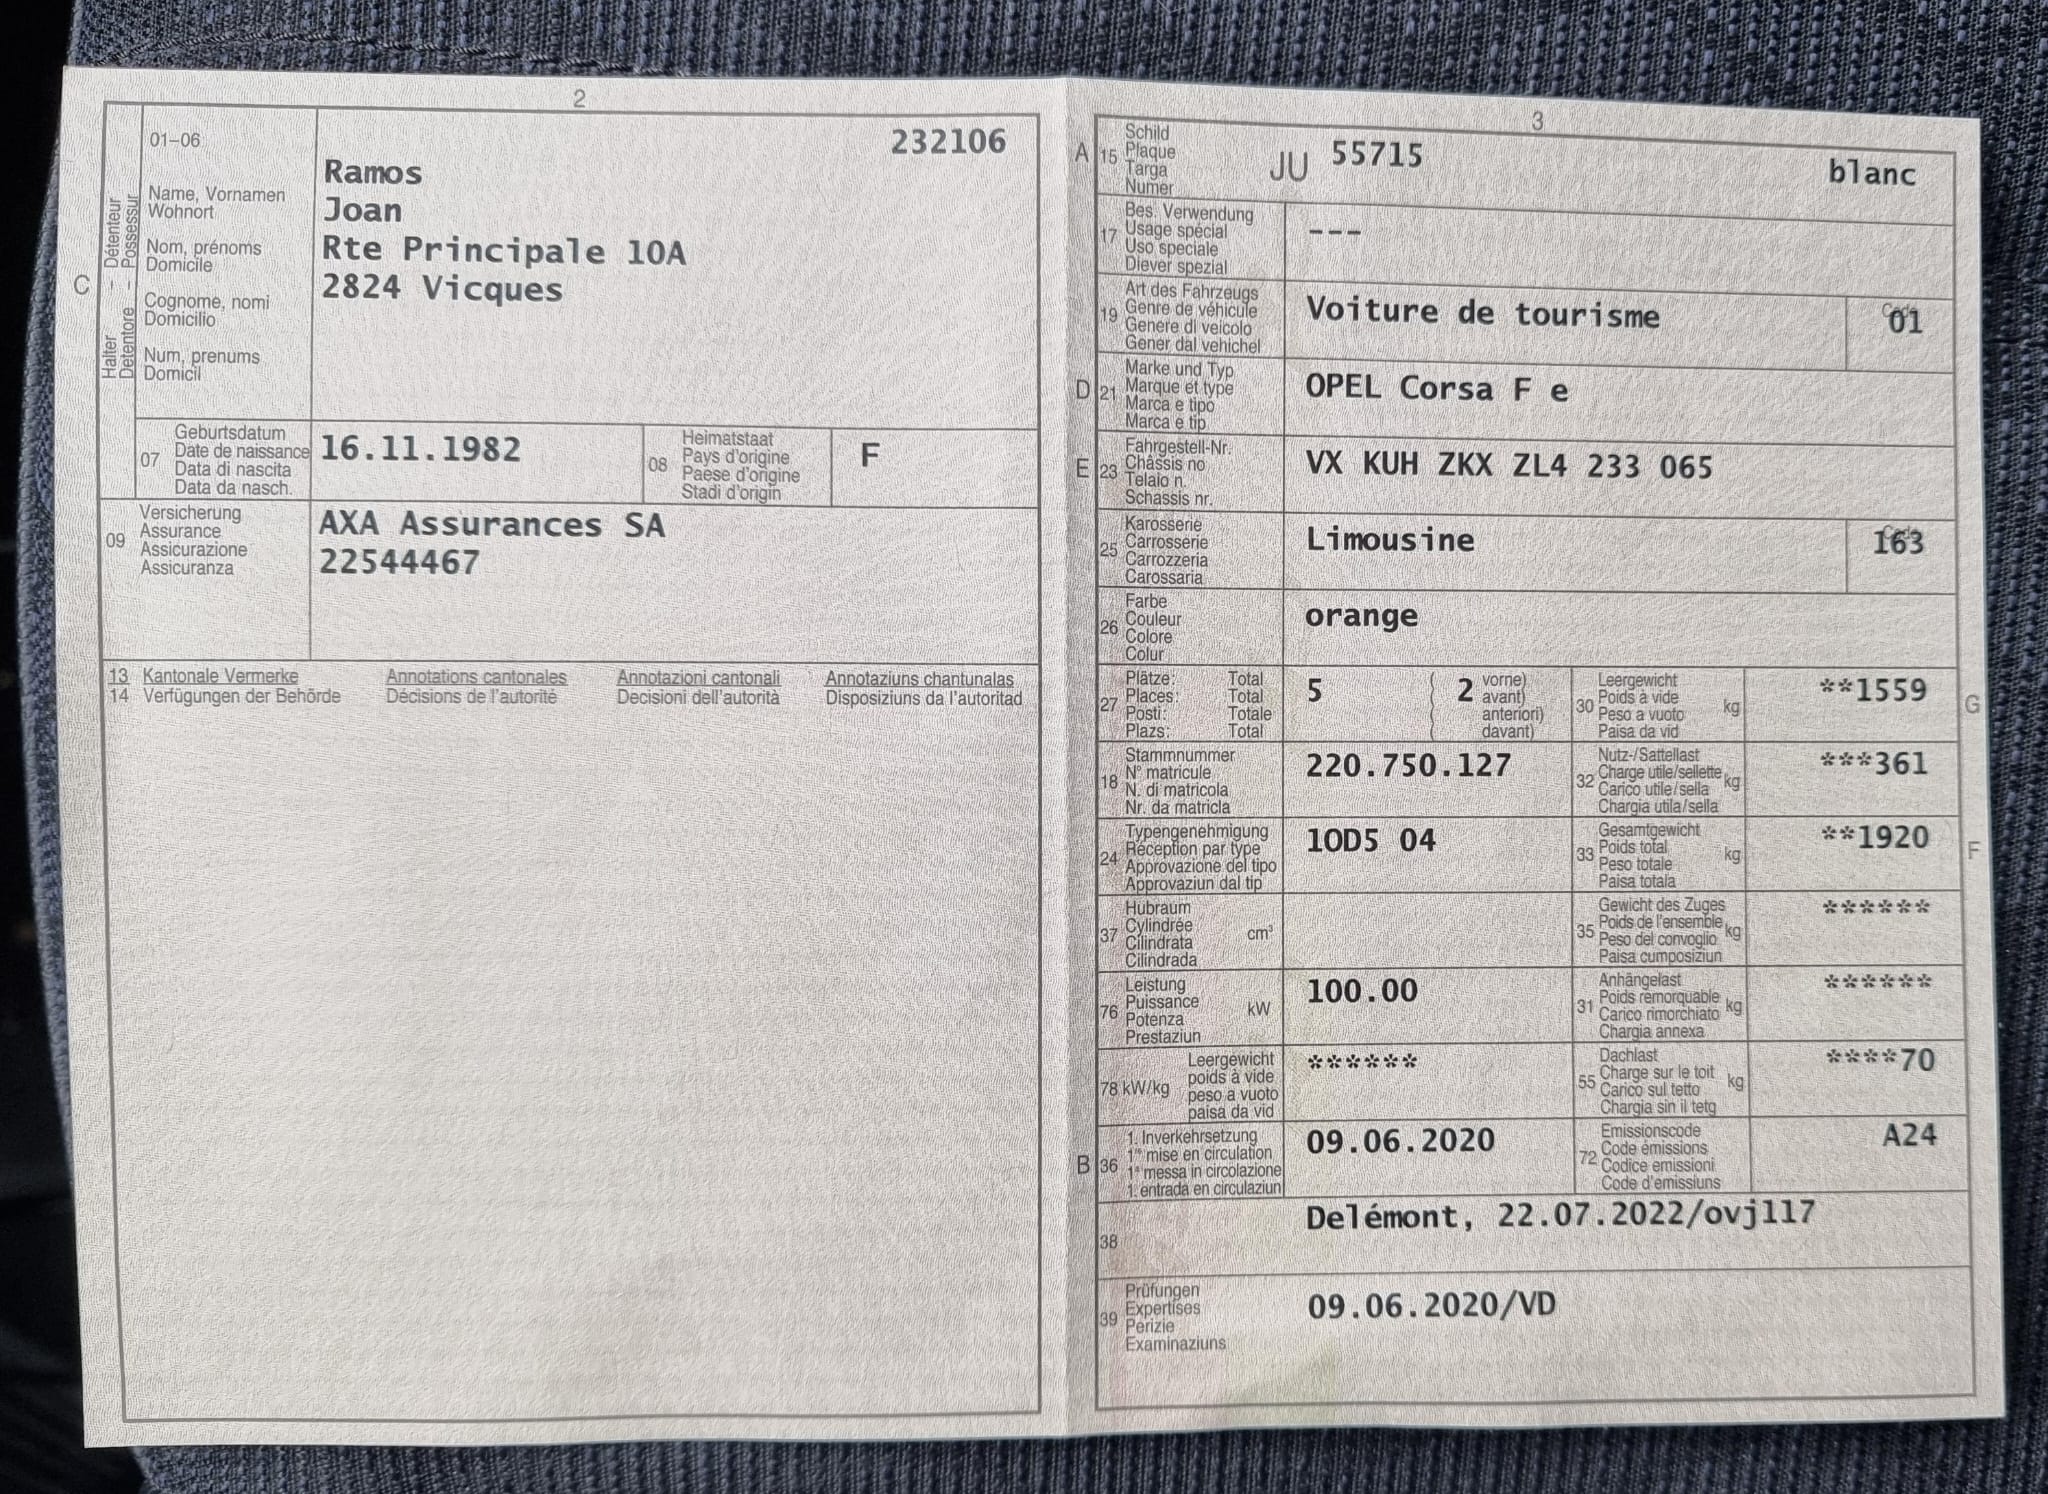 2
01-06
232106
Halter - Détenteur
Detentore - Possessur
C
Name, Vornamen
Wohnort
Nom, prénoms
Domicile
Cognome, nomi
Domicilio
Num, prenums
Domicil
Ramos
Joan
Rte Principale 10A
2824 Vicques
07
Geburtsdatum
Date de naissance
Data di nascita
Data da nasch.
16.11.1982
08
Heimatstaat
Pays d'origine
Paese d'origine
Stadi d'origin
F
09
Versicherung
Assurance
Assicurazione
Assicuranza
AXA Assurances SA
22544467
13 Kantonale Vermerke Annotations cantonales Annotazioni cantonali Annotaziuns chantunalas
14 Verfügungen der Behörde Décisions de l'autorité Decisioni dell'autorità Disposiziuns da l'autoritad
3
A 15
Schild
Plaque
Targa
Numer
JU 55715 blanc
17
Bes. Verwendung
Usage spécial
Uso speciale
Diever spezial
---
19
Art des Fahrzeugs
Genre de véhicule
Genere di veicolo
Gener dal vehichel
Voiture de tourisme
Code
01
D 21
Marke und Typ
Marque et type
Marca e tipo
Marca e tip
OPEL Corsa F e
E 23
Fahrgestell-Nr.
Châssis no
Telaio n.
Schassis nr.
VX KUH ZKX ZL4 233 065
25
Karosserie
Carrosserie
Carrozzeria
Carossaria
Limousine
Code
163
26
Farbe
Couleur
Colore
Colur
orange
27
Plätze: Total
Places: Total
Posti: Totale
Plazs: Total
5
( 2 vorne)
( avant)
( anteriori)
( davant)
30
Leergewicht
Poids à vide
Peso a vuoto
Paisa da vid
kg
**1559
G
18
Stammnummer
N° matricule
N. di matricola
Nr. da matricla
220.750.127
32
Nutz-/Sattellast
Charge utile/sellette
Carico utile/sella
Chargia utila/sella
kg
***361
24
Typengenehmigung
Réception par type
Approvazione del tipo
Approvaziun dal tip
1OD5 04
33
Gesamtgewicht
Poids total
Peso totale
Paisa totala
kg
**1920
F
37
Hubraum
Cylindrée
Cilindrata
Cilindrada
cm³
35
Gewicht des Zuges
Poids de l'ensemble
Peso del convoglio
Paisa cumposiziun
kg
******
76
Leistung
Puissance
Potenza
Prestaziun
kW
100.00
31
Anhängelast
Poids remorquable
Carico rimorchiato
Chargia annexa
kg
******
78 kW/kg
Leergewicht
poids à vide
peso a vuoto
paisa da vid
******
55
Dachlast
Charge sur le toit
Carico sul tetto
Chargia sin il tetg
kg
****70
B 36
1. Inverkehrsetzung
1re mise en circulation
1a messa in circolazione
1. entrada en circulaziun
09.06.2020
72
Emissionscode
Code émissions
Codice emissioni
Code d'emissiuns
A24
38
Delémont, 22.07.2022/ovj117
39
Prüfungen
Expertises
Perizie
Examinaziuns
09.06.2020/VD